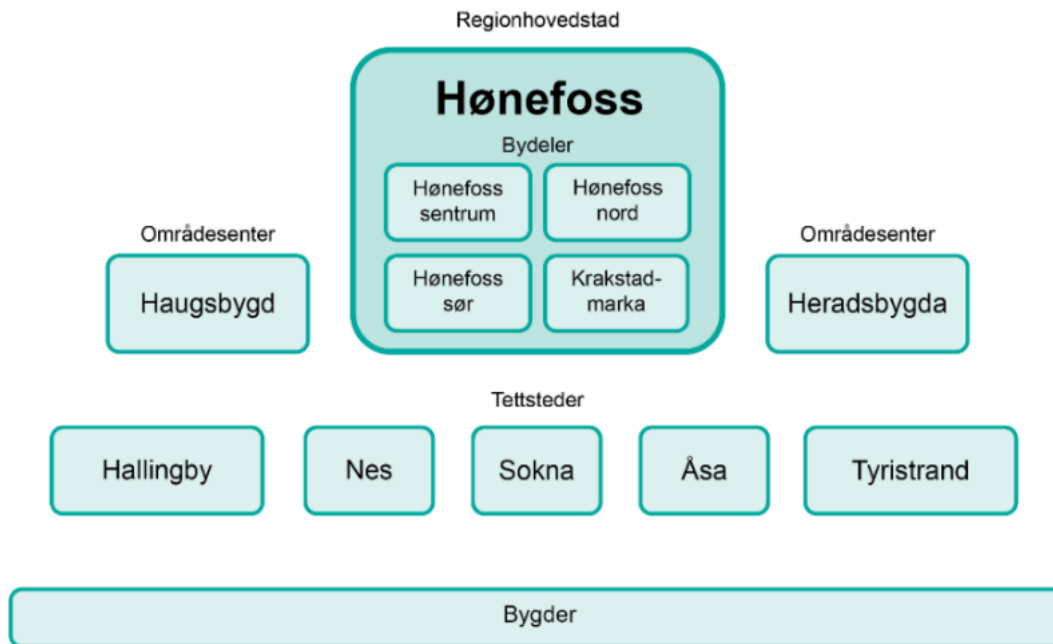 Regionhovedstad
Hønefoss
Bydeler
Hønefoss
sentrum
Hønefoss
nord
Hønefoss
sør
Krakstad-
marka
Områdesenter
Haugsbygd
Områdesenter
Heradsbygda
Tettsteder
Hallingby
Nes
Sokna
Åsa
Tyristrand
Bygder